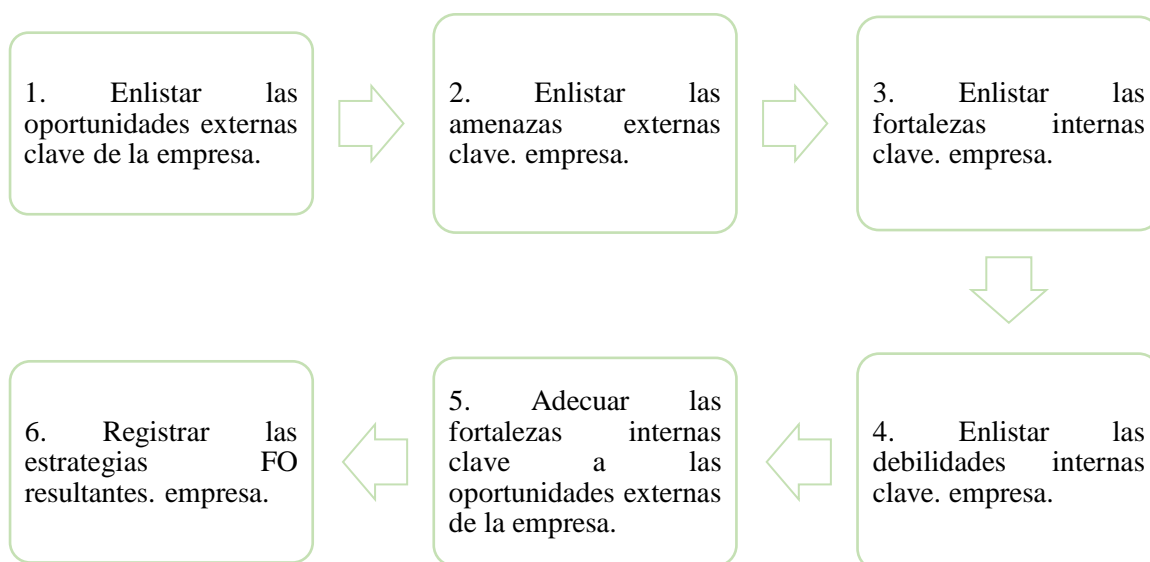 1. Enlistar las
oportunidades externas
clave de la empresa.
2. Enlistar las
amenazas externas
clave. empresa.
3. Enlistar las
fortalezas internas
clave. empresa.
4. Enlistar las
debilidades internas
clave. empresa.
5. Adecuar las
fortalezas internas
clave a las
oportunidades externas
de la empresa.
6. Registrar las
estrategias FO
resultantes. empresa.